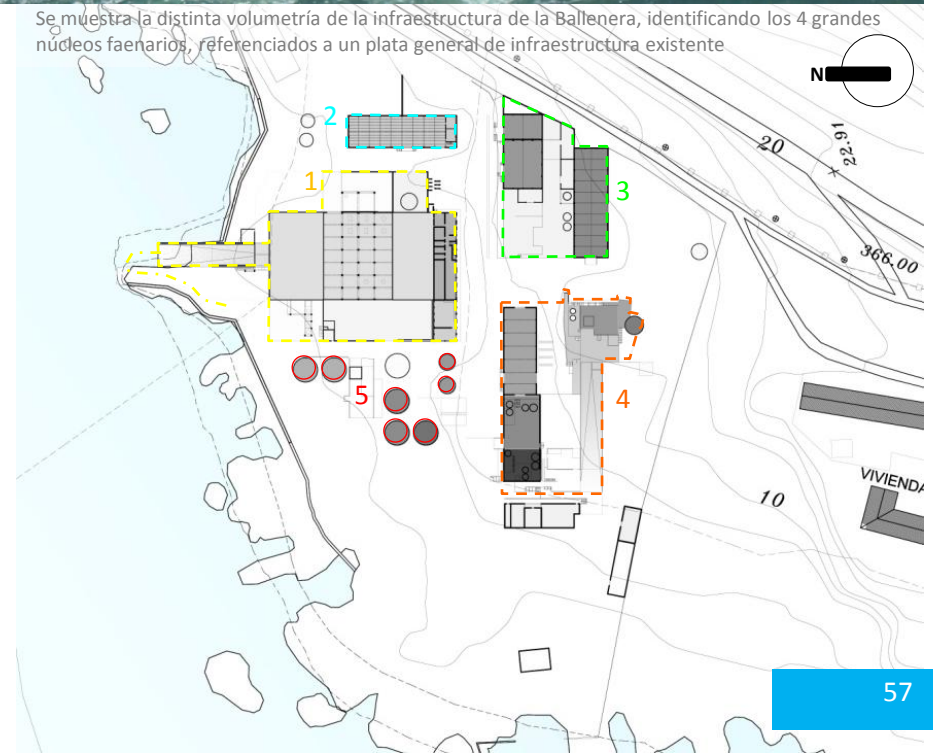 Se muestra la distinta volumetría de la infraestructura de la Ballenera, identificando los 4 grandes
núcleos faenarios, referenciados a un plata general de infraestructura existente
N
2
1
3
20
22.91
366.00
5
4
10
VIVIENDA
57